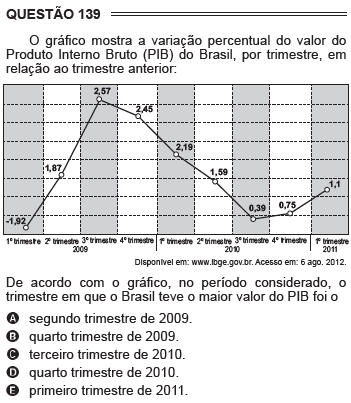 QUESTÃO 139
O gráfico mostra a variação percentual do valor do
Produto Interno Bruto (PIB) do Brasil, por trimestre, em
relação ao trimestre anterior:
2,57
2,45
2,19
1,87
1,59
1,1
0,75
0,39
-1,92
1º trimestre 2º trimestre 3º trimestre 4º trimestre 1º trimestre 2º trimestre 3º trimestre 4º trimestre 1º trimestre
2009 2010 2011
Disponível em: www.ibge.gov.br. Acesso em: 6 ago. 2012.
De acordo com o gráfico, no período considerado, o
trimestre em que o Brasil teve o maior valor do PIB foi o
A segundo trimestre de 2009.
B quarto trimestre de 2009.
C terceiro trimestre de 2010.
D quarto trimestre de 2010.
E primeiro trimestre de 2011.